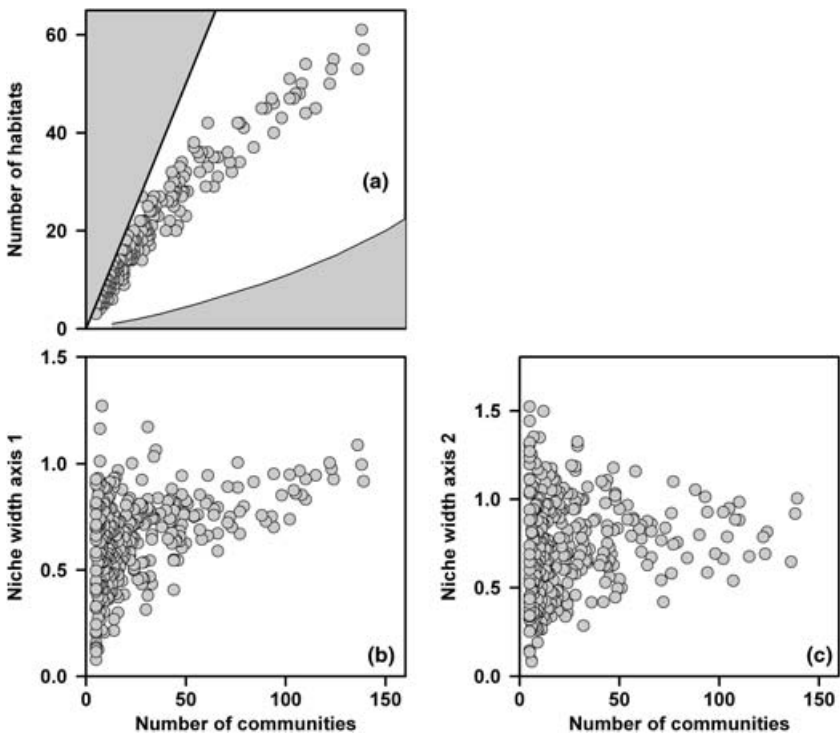 60
40
20
0
Number of habitats
(a)
1.5
1.0
0.5
0.0
Niche width axis 1
(b)
0 50 100 150
Number of communities
1.5
1.0
0.5
0.0
Niche width axis 2
(c)
0 50 100 150
Number of communities